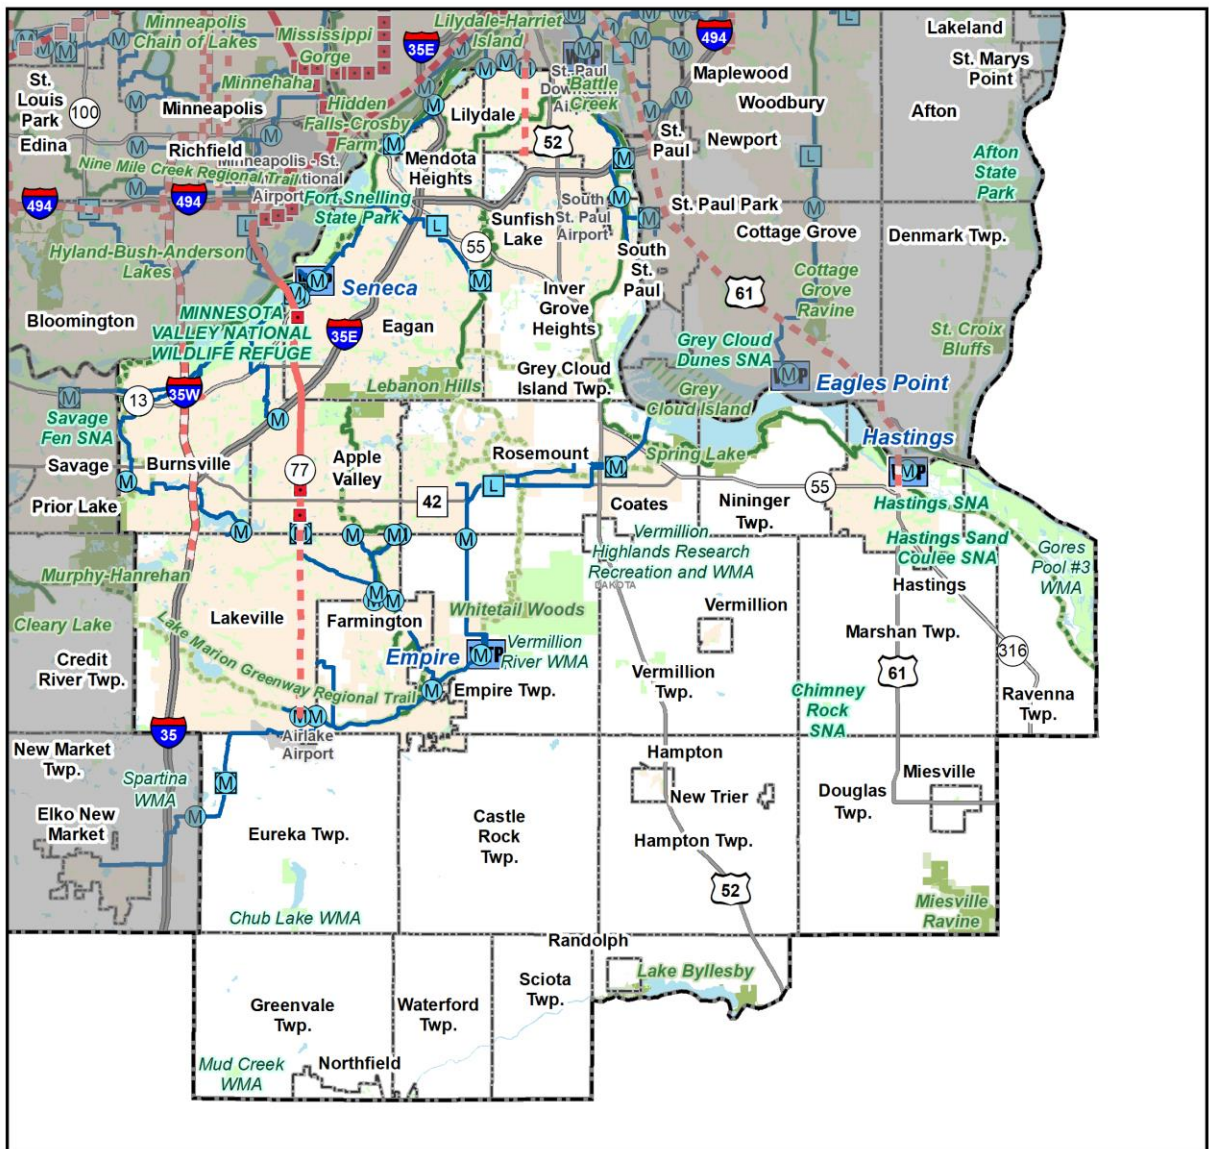 Minneapolis
Chain of Lakes
Mississippi
Gorge
Lilydale-Harriet
Island
35E
494
Lakeland
St. Marys
Point
St.
Louis
Park
100
Minneapolis
Minnehaha
Hidden
Falls-Crosby
Farm
Lilydale
St. Paul
Battle
Creek
52
Maplewood
Woodbury
Afton
Edina
Richfield
Nine Mile Creek Regional Trail
Airport
Mendota
Heights
St.
Paul
Newport
Afton
State
Park
494
494
Fort Snelling
State Park
Sunfish
Lake
South
St. Paul
Airport
St. Paul Park
Cottage Grove
Denmark Twp.
L
L
L
55
Hyland-Bush-Anderson
Lakes
South
St.
Paul
Seneca
Inver
Grove
Heights
61
Cottage
Grove
Ravine
Bloomington
MINNESOTA
VALLEY NATIONAL
WILDLIFE REFUGE
35E
Eagan
St. Croix
Bluffs
Grey Cloud
Dunes SNA
Grey Cloud
Island Twp.
Eagles Point
Lebanon Hills
Grey
Cloud Island
35W
13
Savage
Fen SNA
Hastings
Savage
Burnsville
77
Apple
Valley
Rosemount
Spring Lake
Prior Lake
42
L
Coates
Nininger
Twp.
55
Hastings SNA
Vermillion
Highlands Research
Recreation and WMA
DAKOTA
Hastings Sand
Coulee SNA
Gores
Pool #3
WMA
Murphy-Hanrehan
Hastings
Cleary Lake
Lakeville
Farmington
Whitetail Woods
Vermillion
Marshan Twp.
Lake Marion Greenway Regional Trail
Empire
Vermillion
River WMA
316
Credit
River Twp.
Empire Twp.
Vermillion
Twp.
61
Chimney
Rock
SNA
Ravenna
Twp.
35
Airlake
Airport
New Market
Twp.
Spartina
WMA
Hampton
Miesville
New Trier
Douglas
Twp.
Elko New
Market
Eureka Twp.
Castle
Rock
Twp.
Hampton Twp.
52
Chub Lake WMA
Miesville
Ravine
Randolph
Lake Byllesby
Sciota
Twp.
Greenvale
Twp.
Waterford
Twp.
Mud Creek
WMA
Northfield